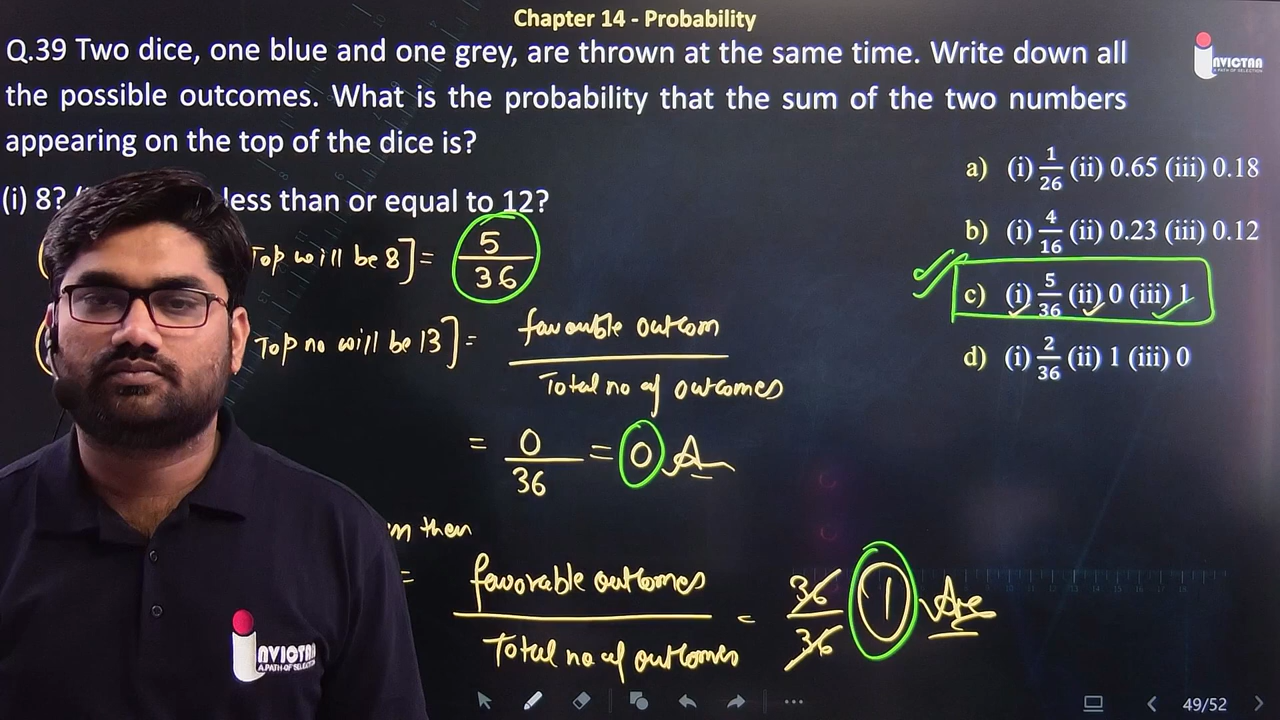 Chapter 14 - Probability
Q.39 Two dice, one blue and one grey, are thrown at the same time. Write down all
the possible outcomes. What is the probability that the sum of the two numbers
appearing on the top of the dice is?
(i) 8? less than or equal to 12?
INVICTAA
A PATH OF SELECTION
a) (i) 1/26 (ii) 0.65 (iii) 0.18
b) (i) 4/16 (ii) 0.23 (iii) 0.12
c) (i) 5/36 (ii) 0 (iii) 1
d) (i) 2/36 (ii) 1 (iii) 0
Top will be 8] = 5/36
Top no will be 13] = favouble outcom
Total no of outcomes
= 0/36 = 0 A
then
= favorable outcomes
Total no of outcomes
= 36/36 1 Ans
INVICTAA
A PATH OF SELECTION
49/52